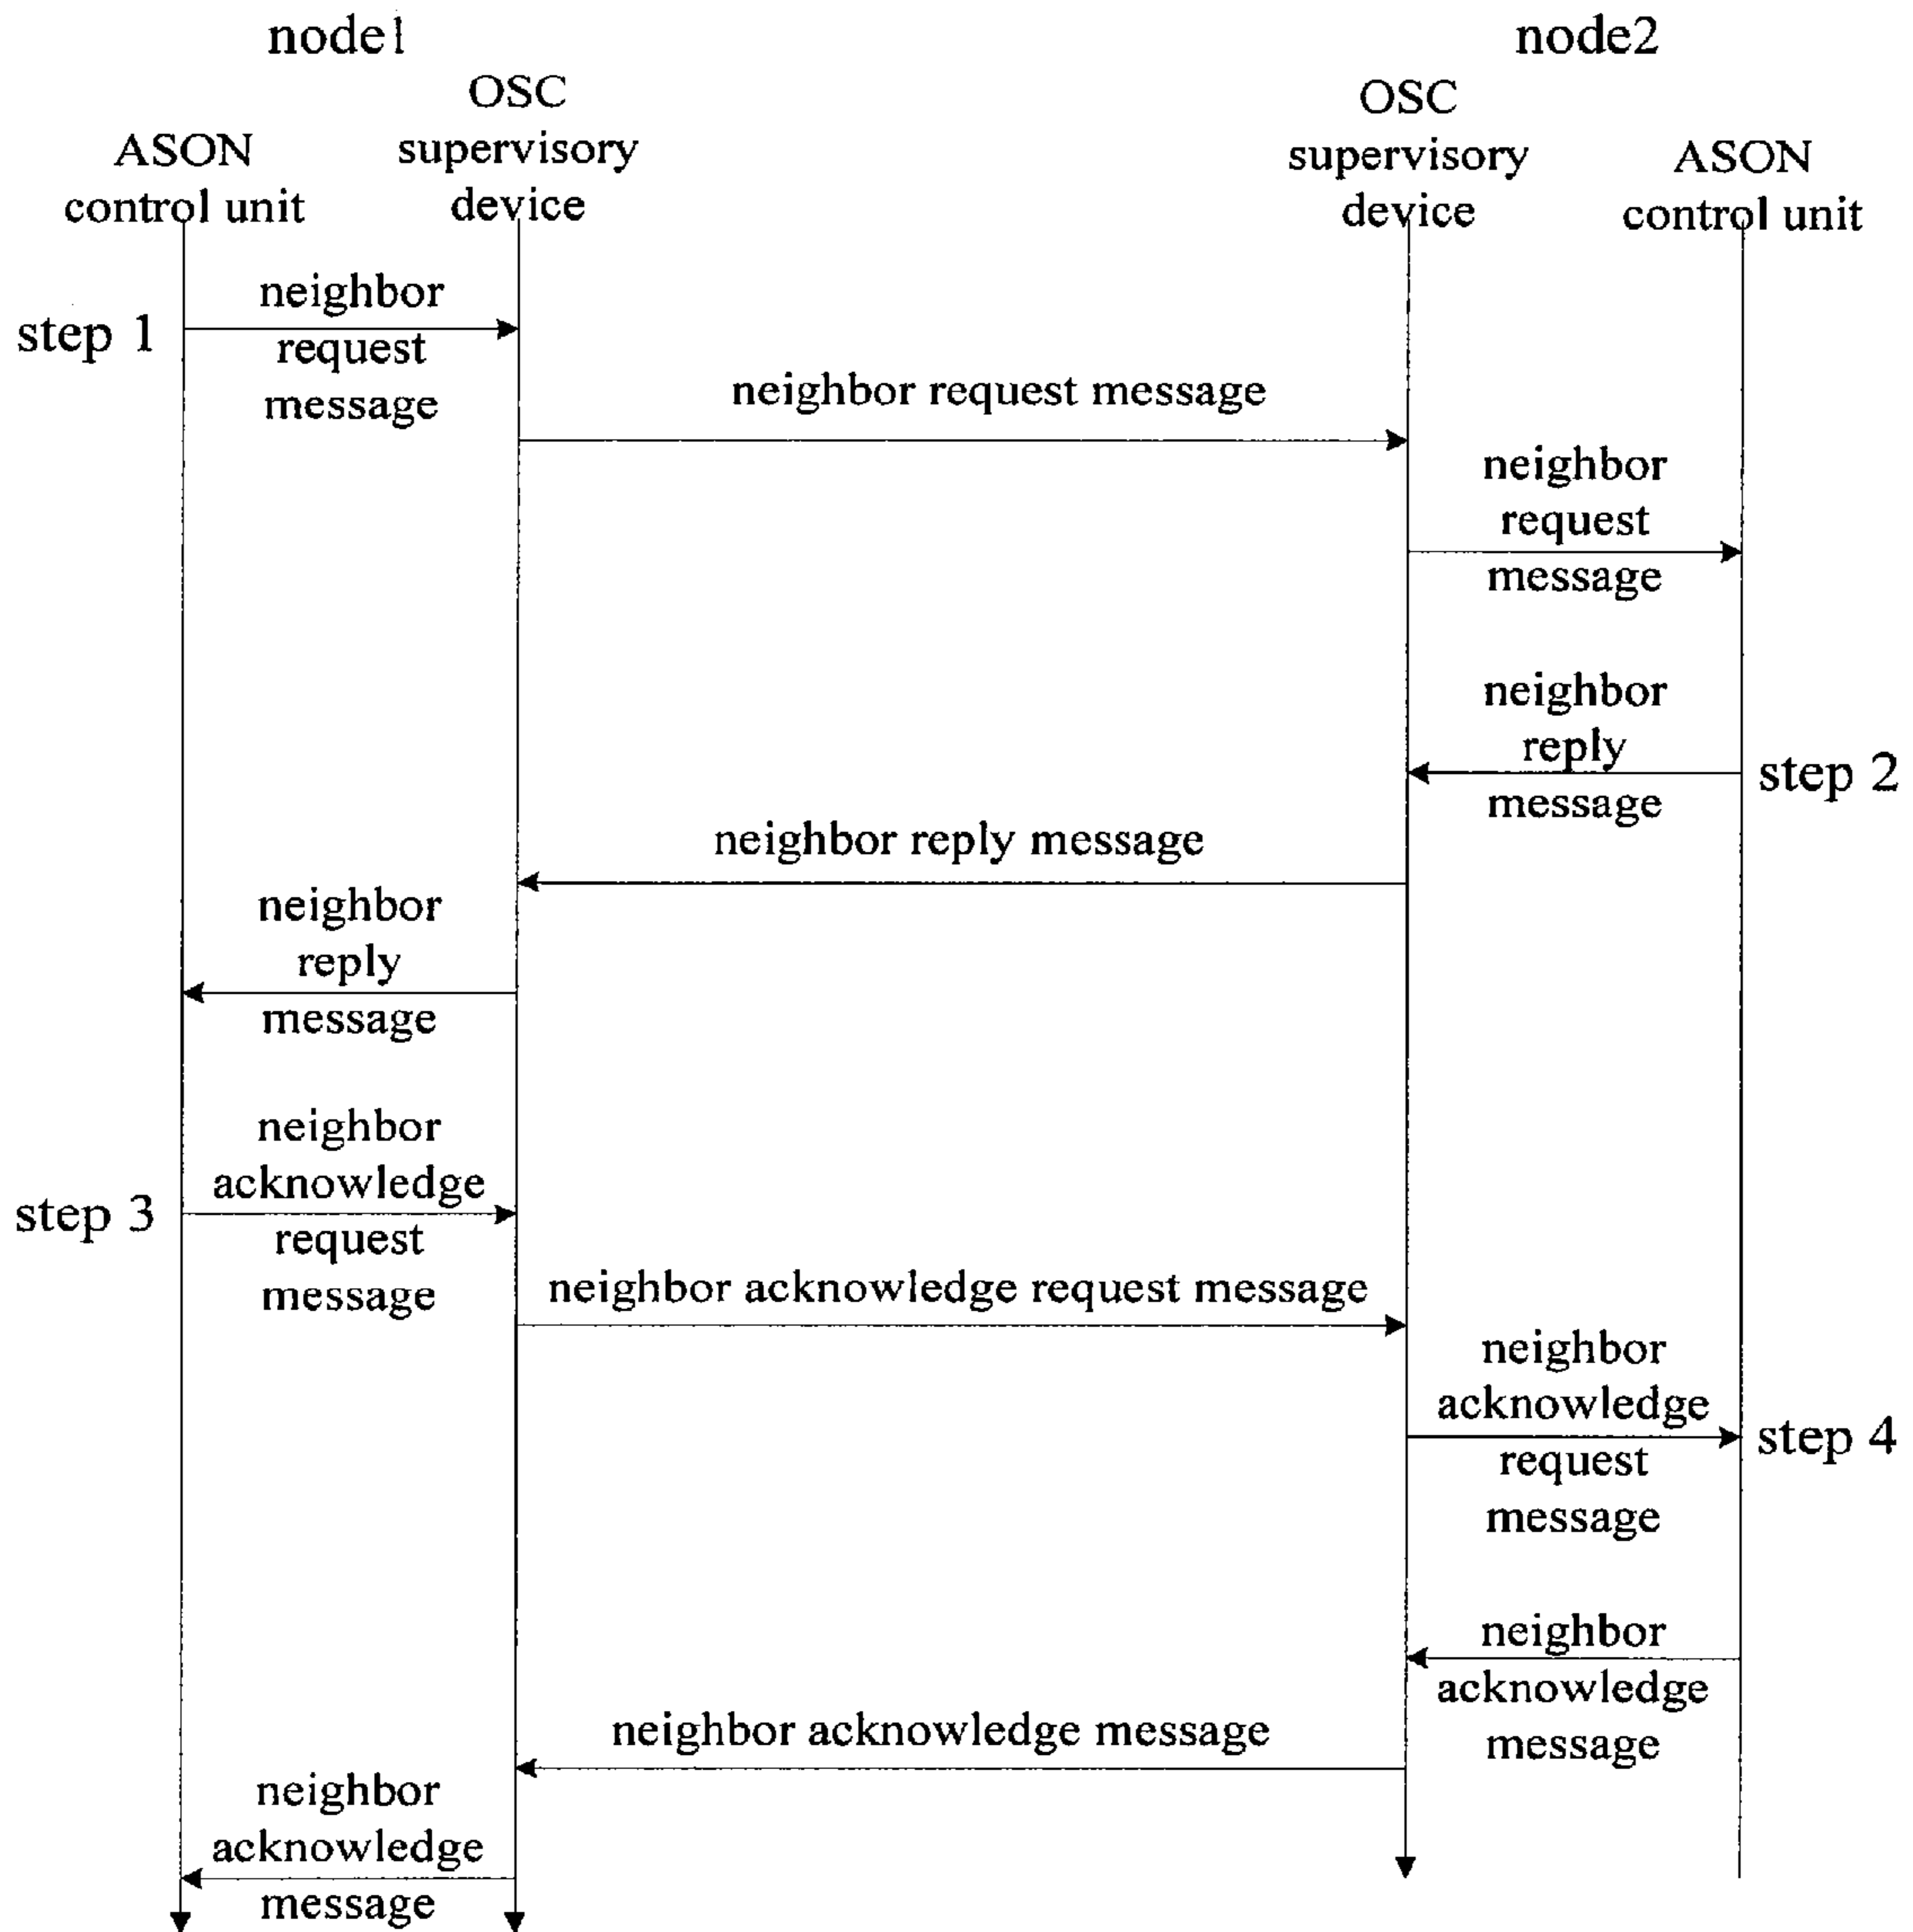 node1
node2
OSC
supervisory
device
OSC
supervisory
device
ASON
control unit
ASON
control unit
step 1
neighbor
request
message
neighbor request message
neighbor
request
message
neighbor
reply
message
step 2
neighbor reply message
neighbor
reply
message
neighbor
acknowledge
request
message
step 3
neighbor acknowledge request message
neighbor
acknowledge
request
message
step 4
neighbor
acknowledge
message
neighbor acknowledge message
neighbor
acknowledge
message